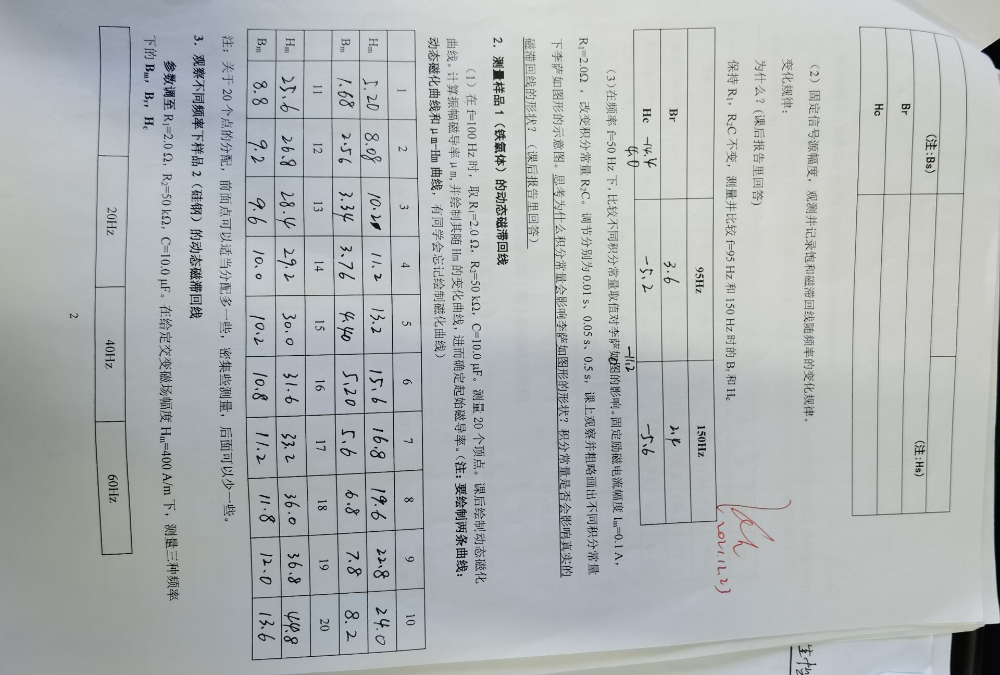 (注:Bs)
(注:Hs)
Br
Hc
(2) 固定信号源幅度，观测并记录饱和磁滞回线随频率的变化规律。
变化规律：
为什么？(课后报告里回答)
保持 R₁，R₂C 不变，测量并比较 f=95 Hz 和 150 Hz 时的 Bᵣ 和 H꜀
2021.12.23
95Hz 150Hz
Br 3.6 2.4
Hc -14.4 -5.2 -5.6
4.0
-11.2
(3)在频率 f=50 Hz 下,比较不同积分常量取值对李萨如图的影响。固定励磁电流幅度 Iₘ=0.1 A，
R₁=2.0Ω，改变积分常量 R₂C。调节分别为 0.01 s、0.05 s、0.5 s，课上观察并粗略画出不同积分常量
下李萨如图形的示意图。思考为什么积分常量会影响李萨如图形的形状？积分常量是否会影响真实的
磁滞回线的形状？（课后报告里回答）
2. 测量样品 1（铁氧体）的动态磁滞回线
（1）在 f=100 Hz 时，取 R₁=2.0 Ω，R₂=50 kΩ，C=10.0 μF。测量 20 个顶点。课后绘制动态磁化
曲线。计算振幅磁导率 μm,并绘制其随 Hm 的变化曲线，进而确定起始磁导率。（注：要绘制两条曲线：
动态磁化曲线和 μm-Hm 曲线，有同学会忘记绘制磁化曲线）
1 2 3 4 5 6 7 8 9 10
Hₘ 5.20 8.08 10.2 11.2 13.2 15.6 16.8 19.6 22.8 24.0
Bₘ 1.68 2.56 3.34 3.76 4.40 5.20 5.6 6.8 7.8 8.2
11 12 13 14 15 16 17 18 19 20
Hₘ 25.6 26.8 28.4 29.2 30.0 31.6 33.2 36.0 36.8 44.8
Bₘ 8.8 9.2 9.6 10.0 10.2 10.8 11.2 11.8 12.0 13.6
注：关于 20 个点的分配，前面点可以适当分配多一些，密集些测量，后面可以少一些。
3. 观察不同频率下样品 2（硅钢）的动态磁滞回线
参数调至 R₁=2.0 Ω, R₂=50 kΩ, C=10.0 μF。在给定交变磁场幅度 Hₘ=400 A/m 下，测量三种频率
下的 Bₘ，Bᵣ，H꜀
20Hz 40Hz 60Hz
2